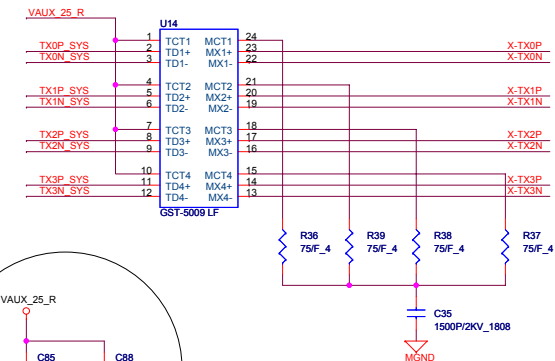 VAUX_25_R
U14
TX0P_SYS 1 TCT1 MCT1 24
2 TD1+ MX1+ 23 X-TX0P
TX0N_SYS 3 TD1- MX1- 22 X-TX0N
4 TCT2 MCT2 21
TX1P_SYS 5 TD2+ MX2+ 20 X-TX1P
TX1N_SYS 6 TD2- MX2- 19 X-TX1N
7 TCT3 MCT3 18
TX2P_SYS 8 TD3+ MX3+ 17 X-TX2P
TX2N_SYS 9 TD3- MX3- 16 X-TX2N
10 TCT4 MCT4 15
TX3P_SYS 11 TD4+ MX4+ 14 X-TX3P
TX3N_SYS 12 TD4- MX4- 13 X-TX3N
GST-5009 LF
R36 R39 R38 R37
75/F_4 75/F_4 75/F_4 75/F_4
VAUX_25_R
C35
1500P/2KV_1808
MGND
C85 C88